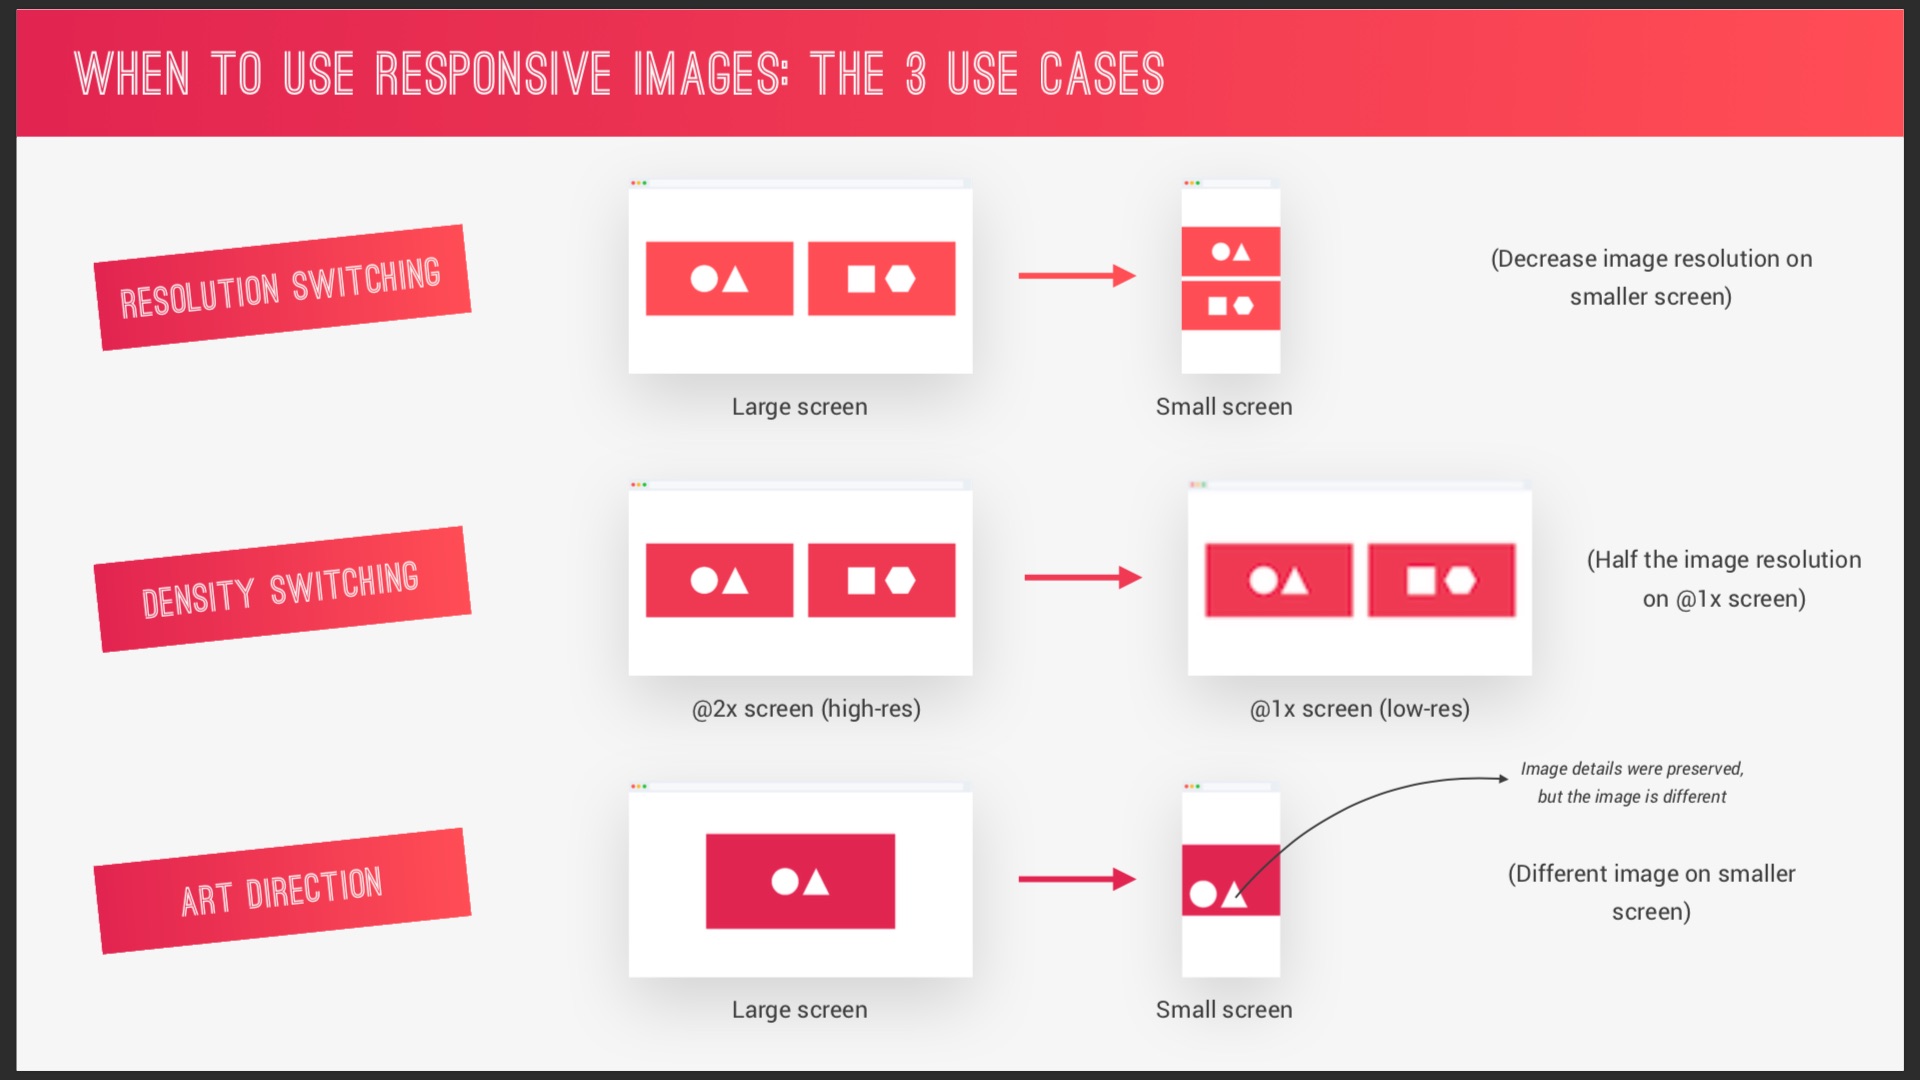 WHEN TO USE RESPONSIVE IMAGES: THE 3 USE CASES
RESOLUTION SWITCHING
Large screen
Small screen
(Decrease image resolution on
smaller screen)
DENSITY SWITCHING
@2x screen (high-res)
@1x screen (low-res)
(Half the image resolution
on @1x screen)
ART DIRECTION
Large screen
Small screen
Image details were preserved,
but the image is different
(Different image on smaller
screen)